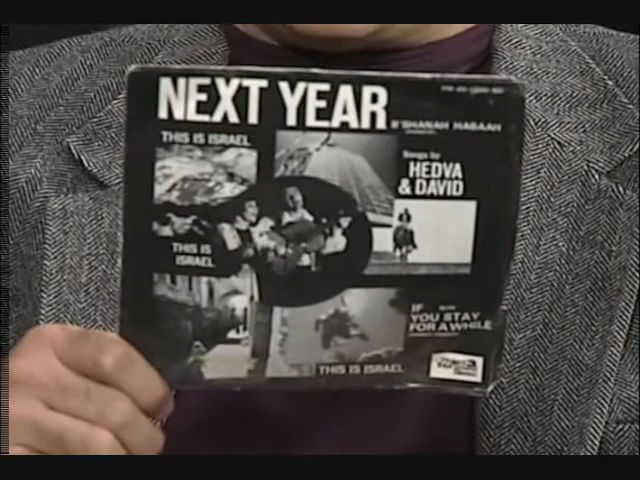 NEXT YEAR
B'SHANAH HABAAH
THIS IS ISRAEL
Songs by
HEDVA
& DAVID
THIS IS
ISRAEL
IF
YOU STAY
FOR A WHILE
THIS IS ISRAEL